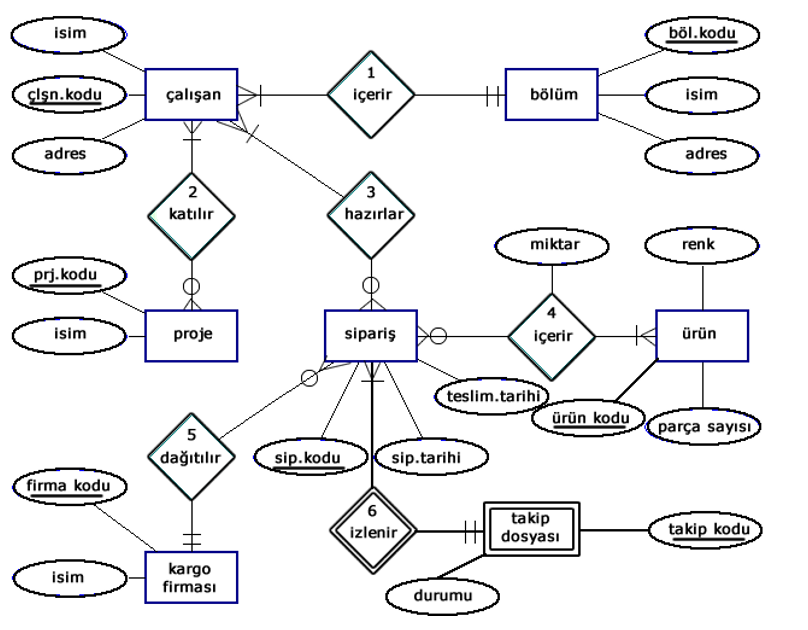 isim
böl.kodu
1
içerir
çalışan
çlşn.kodu
bölüm
isim
adres
adres
2
katılır
3
hazırlar
miktar
renk
prj.kodu
4
içerir
isim
proje
sipariş
ürün
teslim.tarihi
ürün kodu
parça sayısı
5
dağıtılır
sip.kodu
sip.tarihi
firma kodu
6
izlenir
takip
dosyası
takip kodu
kargo
firması
isim
durumu